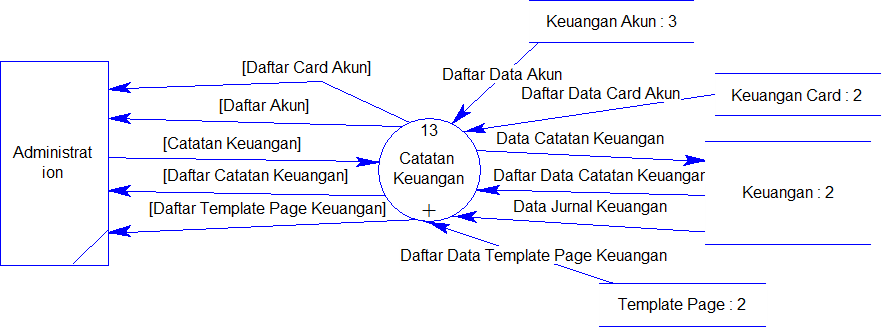 Keuangan Akun : 3
[Daftar Card Akun]
Daftar Data Akun
Daftar Data Card Akun
Keuangan Card : 2
[Daftar Akun]
13
Catatan
Keuangan
+
[Catatan Keuangan]
Data Catatan Keuangan
Administrat
ion
[Daftar Catatan Keuangan]
Daftar Data Catatan Keuangan
Keuangan : 2
[Daftar Template Page Keuangan]
Data Jurnal Keuangan
Daftar Data Template Page Keuangan
Template Page : 2